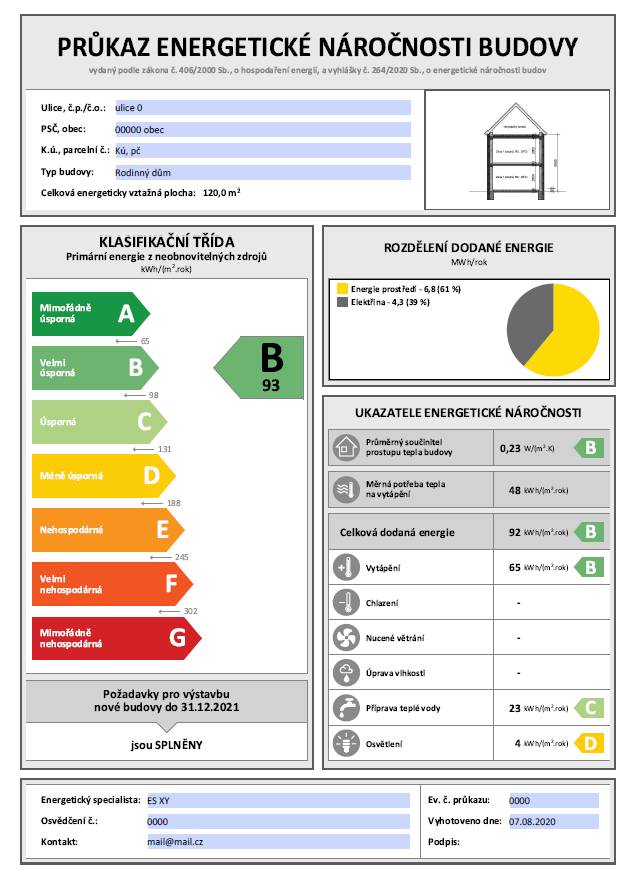 PRŮKAZ ENERGETICKÉ NÁROČNOSTI BUDOVY
vydaný podle zákona č. 406/2000 Sb., o hospodaření energií, a vyhlášky č. 264/2020 Sb., o energetické náročnosti budov
Ulice, č.p./č.o.: ulice 0
PSČ, obec: 00000 obec
K.ú., parcelní č.: Kú, pč
Typ budovy: Rodinný dům
Celková energeticky vztažná plocha: 120,0 m²
KLASIFIKAČNÍ TŘÍDA
Primární energie z neobnovitelných zdrojů
kWh/(m².rok)
Mimořádně úsporná A
65
Velmi úsporná B
98
Úsporná C
131
Méně úsporná D
188
Nehospodárná E
245
Velmi nehospodárná F
302
Mimořádně nehospodárná G
B
93
Požadavky pro výstavbu
nové budovy do 31.12.2021
jsou SPLNĚNY
ROZDĚLENÍ DODANÉ ENERGIE
MWh/rok
Energie prostředí - 6,8 (61 %)
Elektřina - 4,3 (39 %)
UKAZATELE ENERGETICKÉ NÁROČNOSTI
Průměrný součinitel
prostupu tepla budovy 0,23 W/(m².K) B
Měrná potřeba tepla
na vytápění 48 kWh/(m².rok)
Celková dodaná energie 92 kWh/(m².rok) B
Vytápění 65 kWh/(m².rok) B
Chlazení -
Nucené větrání -
Úprava vlhkosti -
Příprava teplé vody 23 kWh/(m².rok) C
Osvětlení 4 kWh/(m².rok) D
Energetický specialista: ES XY
Osvědčení č.: 0000
Kontakt: mail@mail.cz
Ev. č. průkazu: 0000
Vyhotoveno dne: 07.08.2020
Podpis: